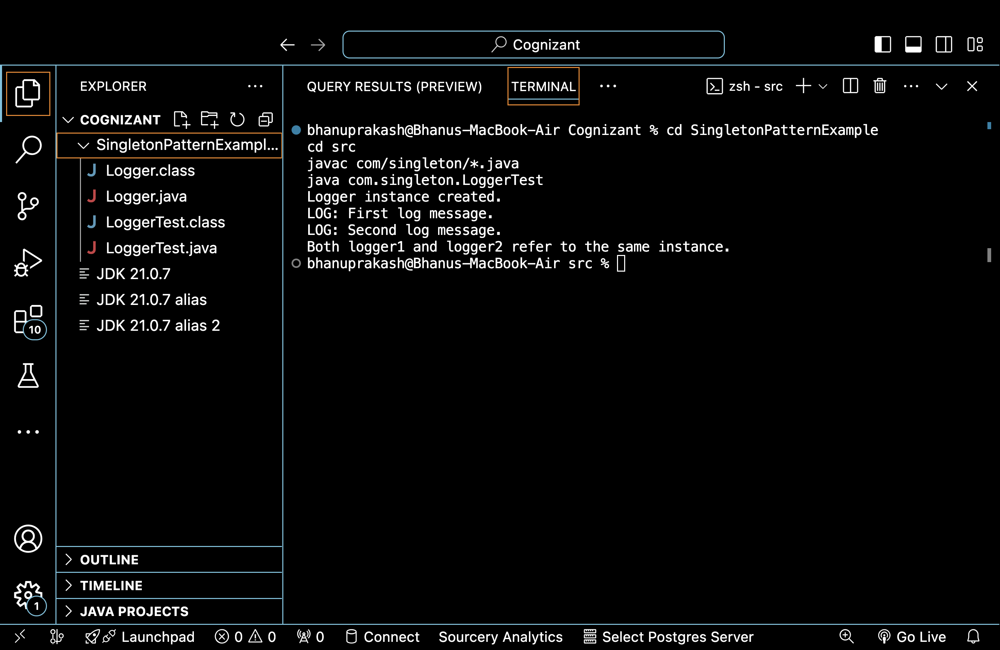 Cognizant
EXPLORER
COGNIZANT
SingletonPatternExampl...
Logger.class
Logger.java
LoggerTest.class
LoggerTest.java
JDK 21.0.7
JDK 21.0.7 alias
JDK 21.0.7 alias 2
10
1
OUTLINE
TIMELINE
JAVA PROJECTS
QUERY RESULTS (PREVIEW) TERMINAL zsh - src
bhanuprakash@Bhanus-MacBook-Air Cognizant % cd SingletonPatternExample
cd src
javac com/singleton/*.java
java com.singleton.LoggerTest
Logger instance created.
LOG: First log message.
LOG: Second log message.
Both logger1 and logger2 refer to the same instance.
bhanuprakash@Bhanus-MacBook-Air src %
Launchpad 0 0 0 Connect Sourcery Analytics Select Postgres Server Go Live